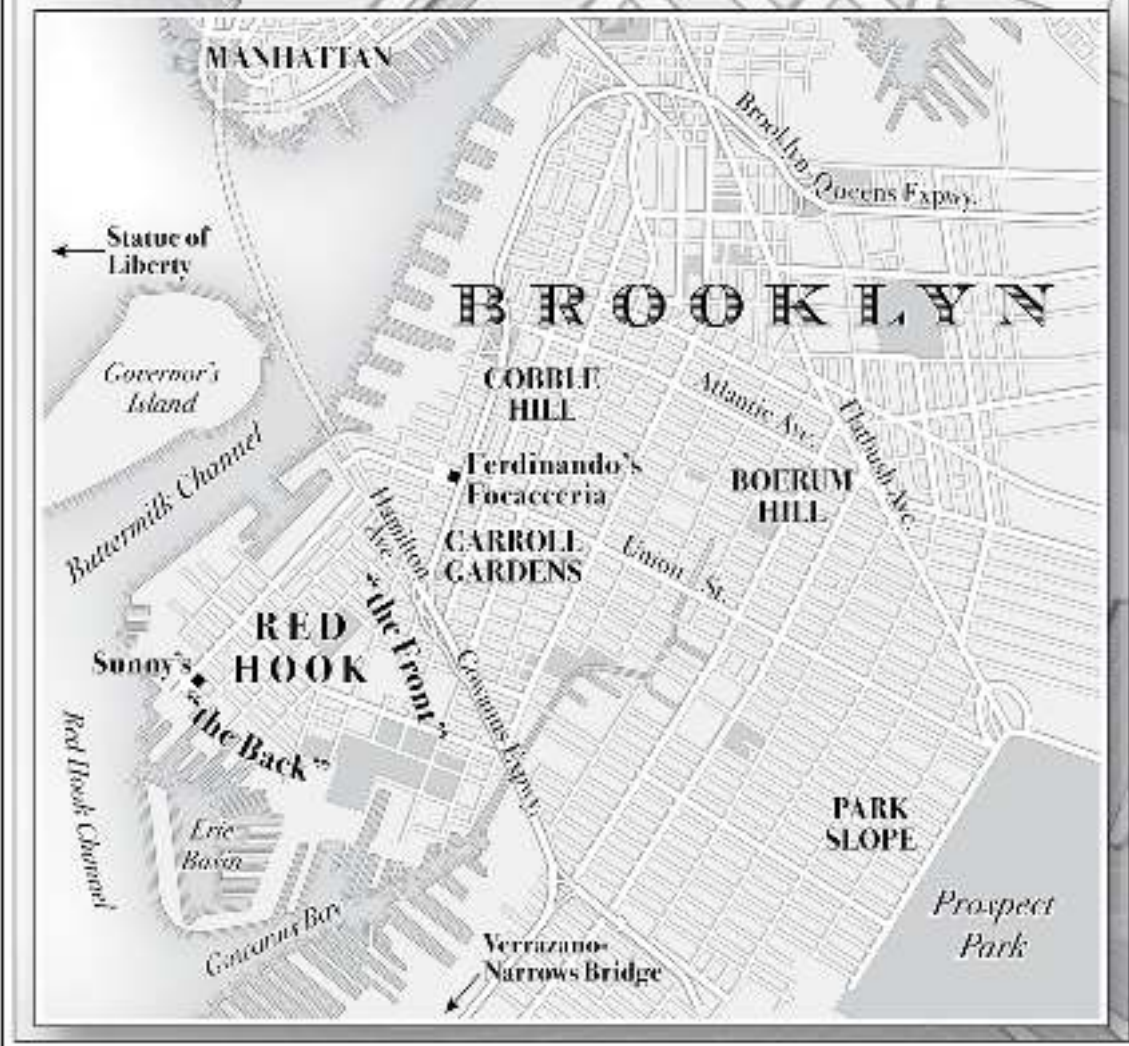 MANHATTAN
Brooklyn Queens Expwy.
Statue of
Liberty
BROOKLYN
Governor's
Island
COBBLE
HILL
Atlantic Ave.
Flatbush Ave.
Buttermilk Channel
Ferdinando's
Focacceria
BOERUM
HILL
Hamilton
Ave.
CARROLL
GARDENS
Union St.
"the Front"
RED
HOOK
Sunny's
"the Back"
Gowanus Expwy.
Red Hook Channel
PARK
SLOPE
Erie
Basin
Gowanus Bay
Prospect
Park
Verrazano-
Narrows Bridge